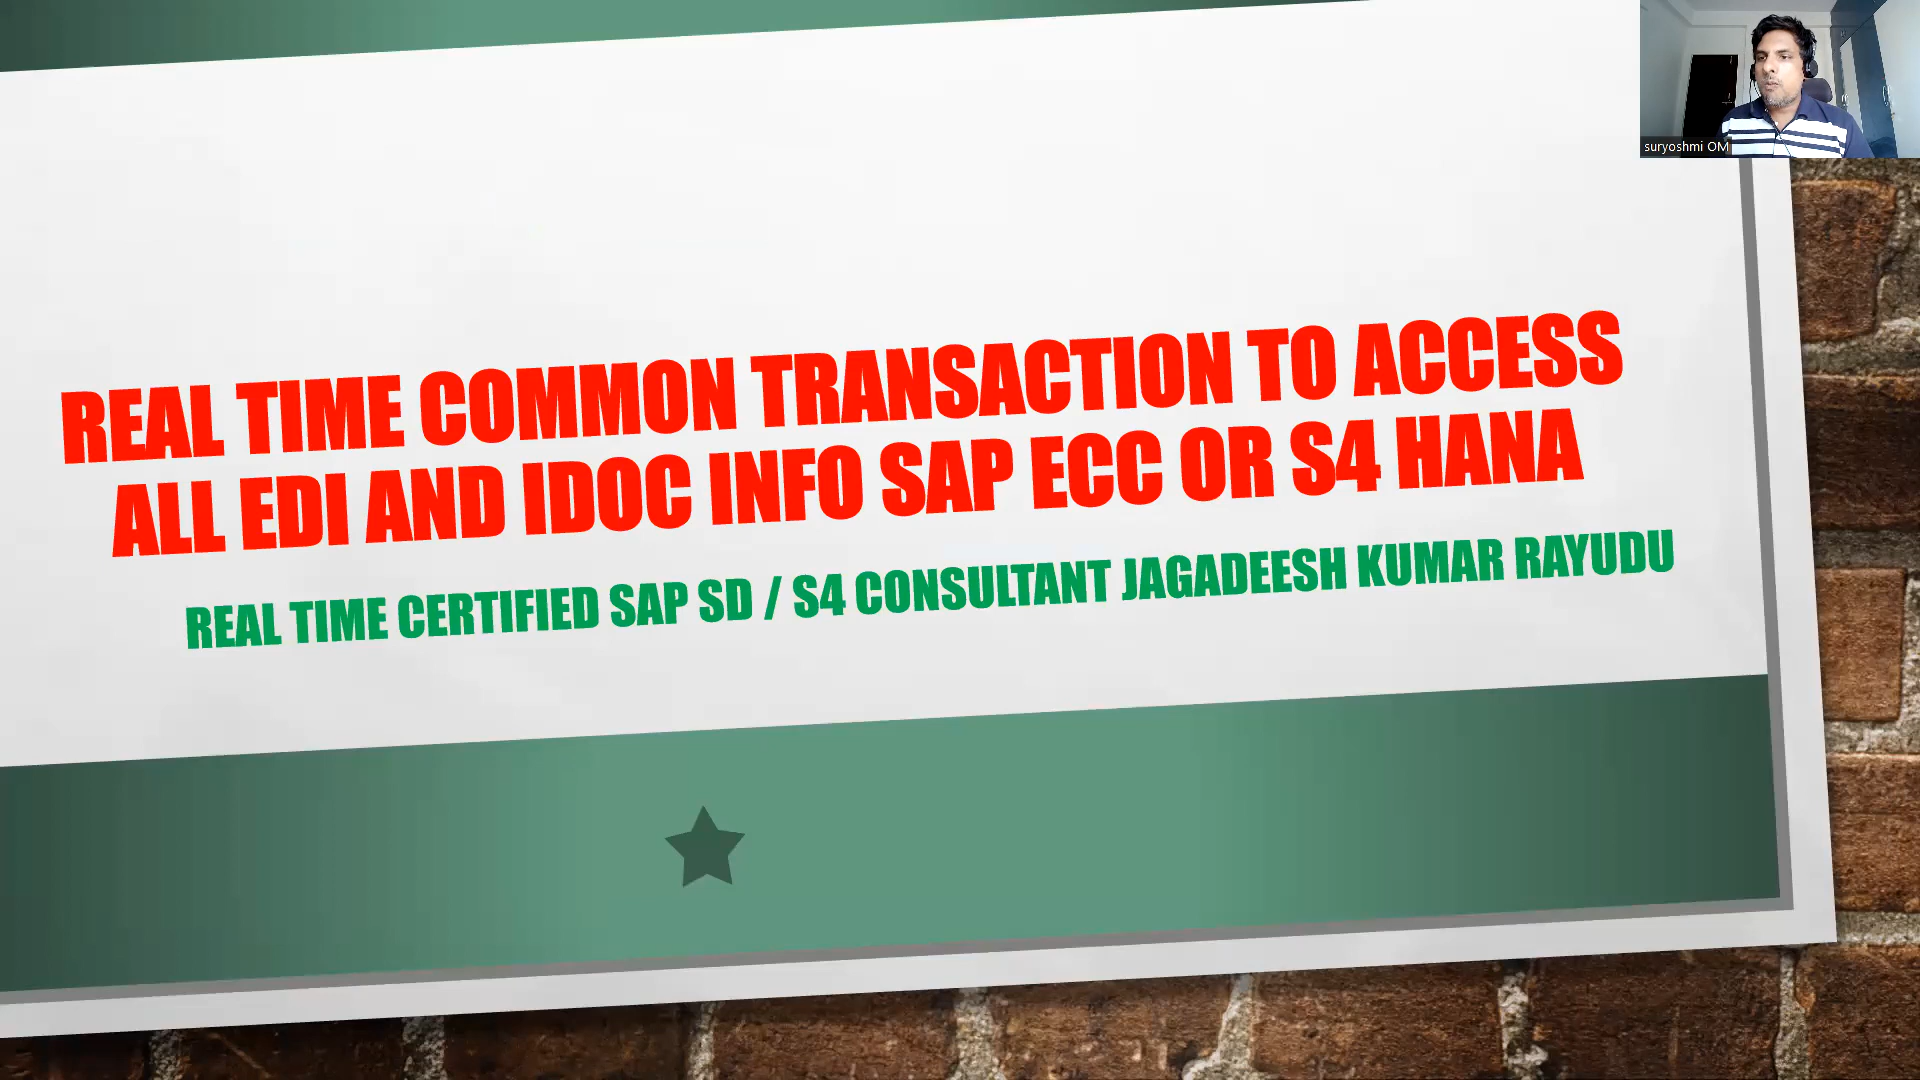 suryoshmi OM
REAL TIME COMMON TRANSACTION TO ACCESS
ALL EDI AND IDOC INFO SAP ECC OR S4 HANA
REAL TIME CERTIFIED SAP SD / S4 CONSULTANT JAGADEESH KUMAR RAYUDU